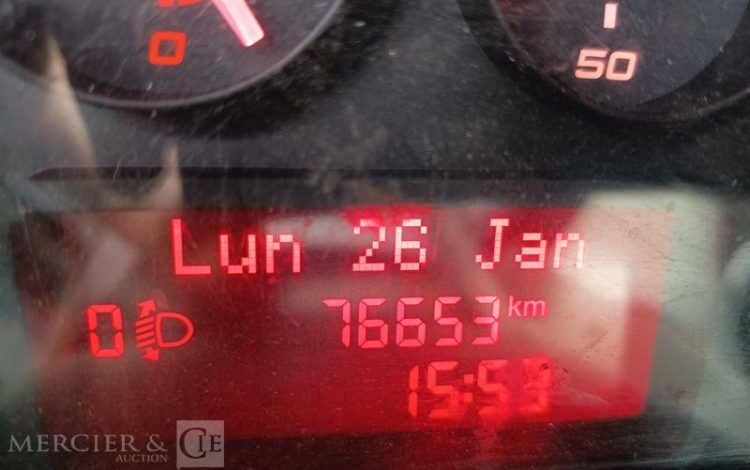 0
50
Lun 26 Jan
0 76653 km
15:53
MERCIER & CIE
AUCTION